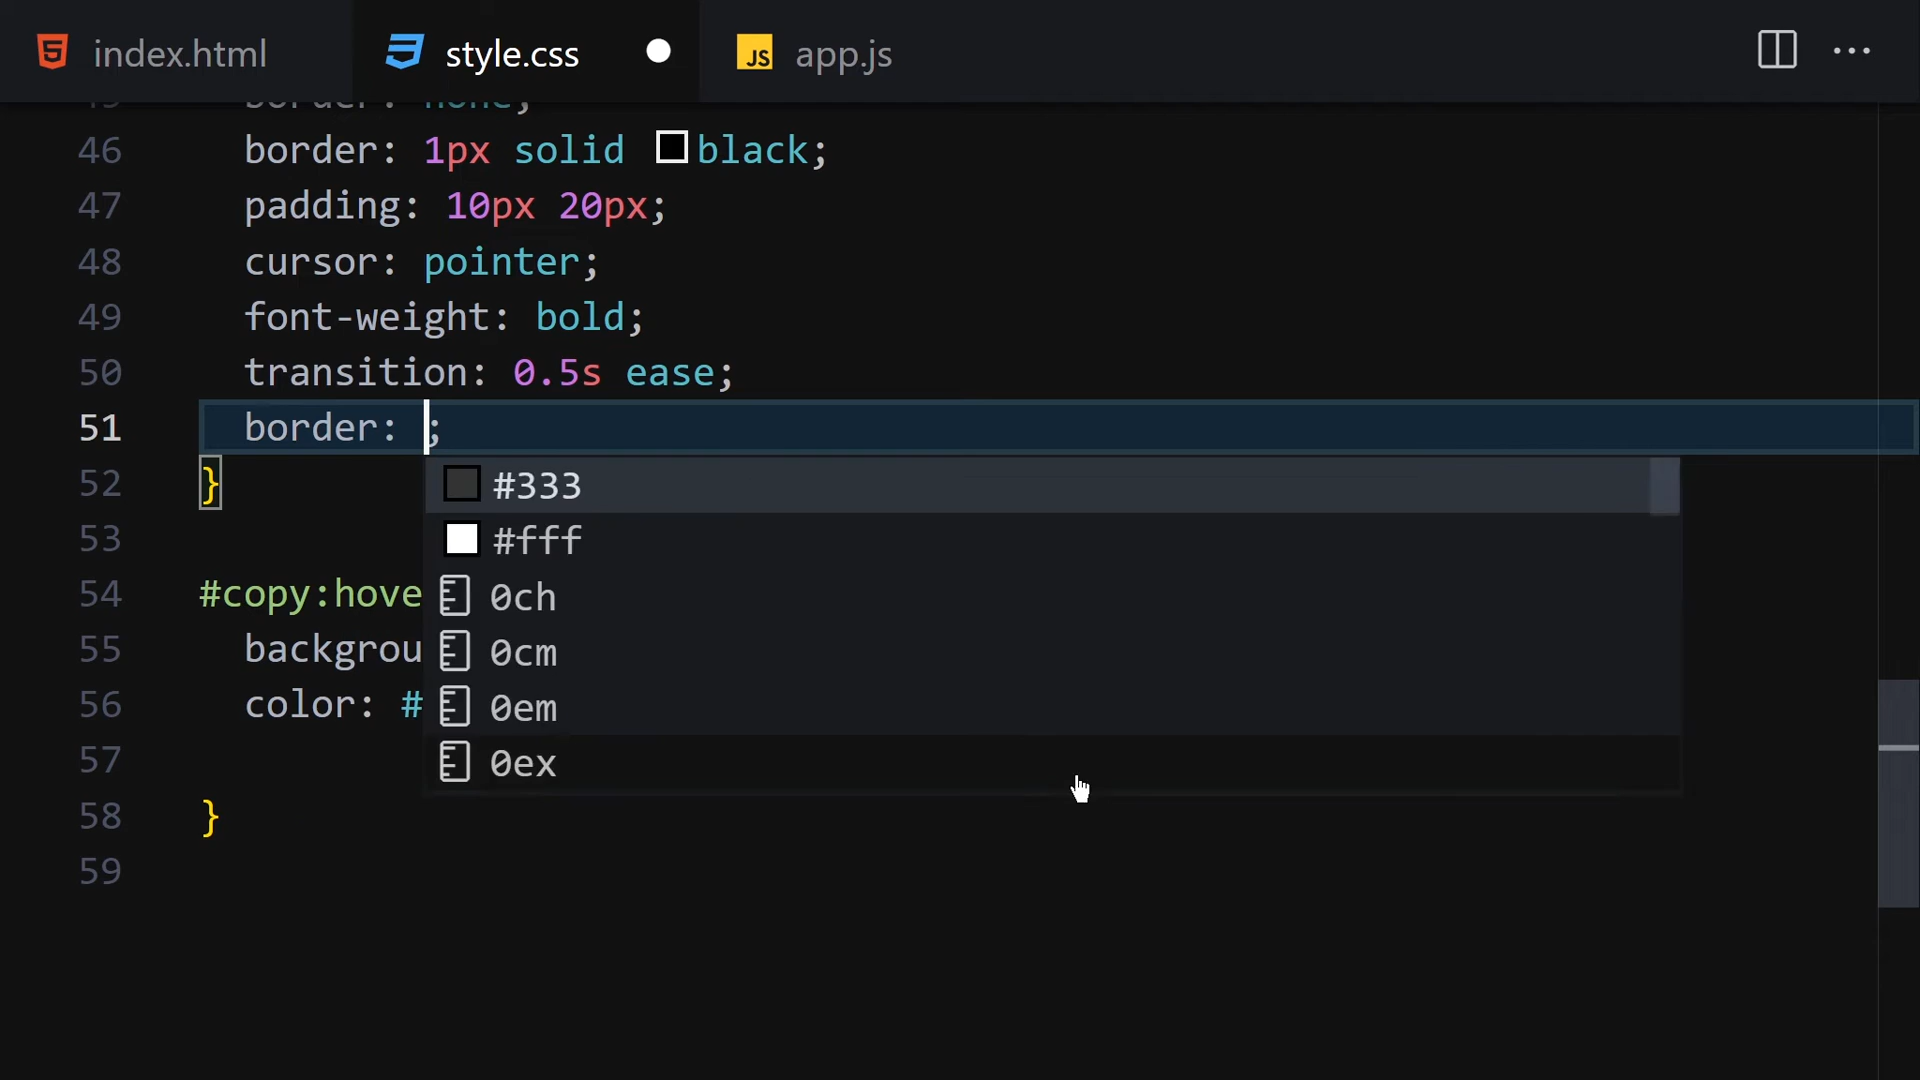 index.html style.css app.js
border: none;
46 border: 1px solid black;
47 padding: 10px 20px;
48 cursor: pointer;
49 font-weight: bold;
50 transition: 0.5s ease;
51 border: ;
52 } #333
53 #fff
54 #copy:hove 0ch
55 backgrou 0cm
56 color: # 0em
57 0ex
58 }
59